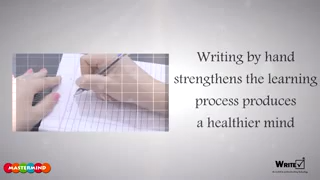 Writing by hand
strengthens the learning
process produces
a healthier mind
MASTERMIND
WRITE